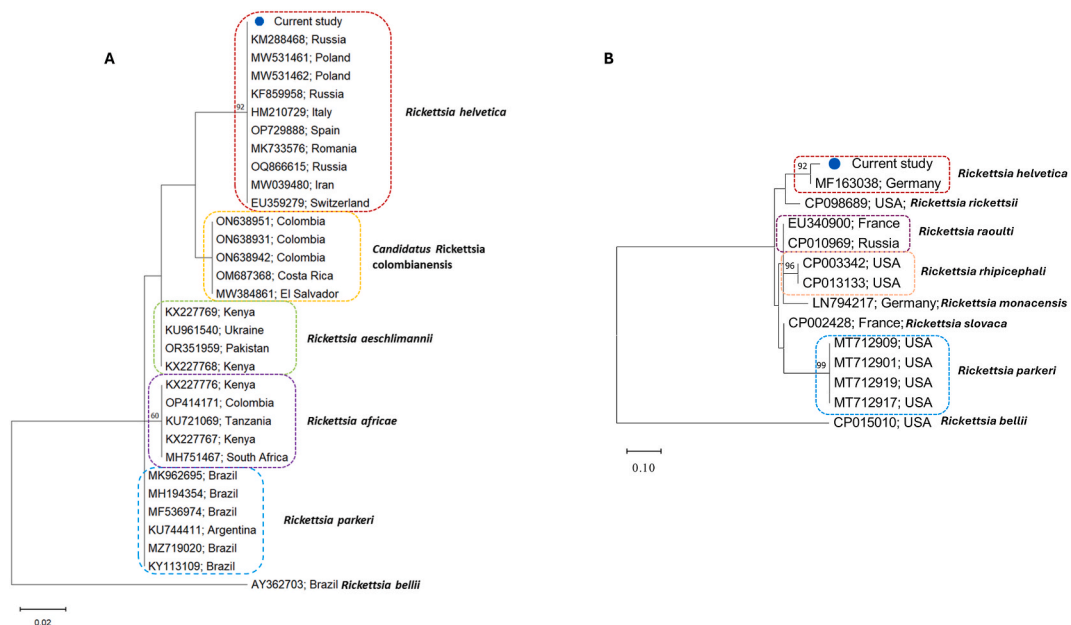 A
Current study
KM288468; Russia
MW531461; Poland
MW531462; Poland
KF859958; Russia
92
HM210729; Italy
Rickettsia helvetica
OP729888; Spain
MK733576; Romania
OQ866615; Russia
MW039480; Iran
EU359279; Switzerland
ON638951; Colombia
ON638931; Colombia
ON638942; Colombia
Candidatus Rickettsia
colombianensis
OM687368; Costa Rica
MW384861; El Salvador
KX227769; Kenya
KU961540; Ukraine
Rickettsia aeschlimannii
OR351959; Pakistan
KX227768; Kenya
KX227776; Kenya
OP414171; Colombia
60
KU721069; Tanzania
Rickettsia africae
KX227767; Kenya
MH751467; South Africa
MK962695; Brazil
MH194354; Brazil
MF536974; Brazil
Rickettsia parkeri
KU744411; Argentina
MZ719020; Brazil
KY113109; Brazil
AY362703; Brazil Rickettsia bellii
0.02
B
92
Current study
Rickettsia helvetica
MF163038; Germany
CP098689; USA; Rickettsia rickettsii
EU340900; France
Rickettsia raoulti
CP010969; Russia
96
CP003342; USA
Rickettsia rhipicephali
CP013133; USA
LN794217; Germany; Rickettsia monacensis
CP002428; France; Rickettsia slovaca
MT712909; USA
99
MT712901; USA
Rickettsia parkeri
MT712919; USA
MT712917; USA
CP015010; USA Rickettsia bellii
0.10